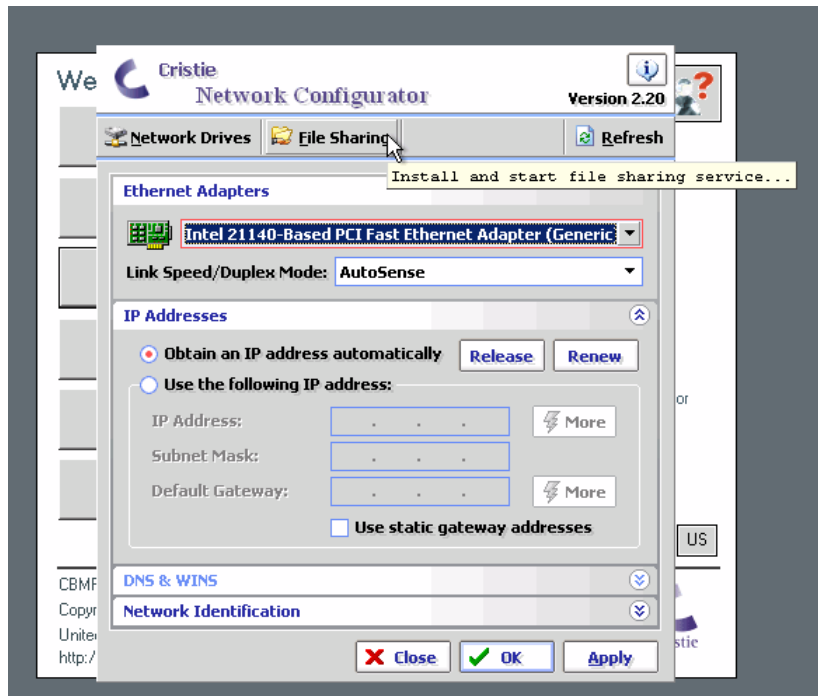 We
Cristie
Network Configurator
Version 2.20
Network Drives
File Sharing
Refresh
Install and start file sharing service...
Ethernet Adapters
Intel 21140-Based PCI Fast Ethernet Adapter (Generic)
Link Speed/Duplex Mode: AutoSense
IP Addresses
Obtain an IP address automatically Release Renew
Use the following IP address:
or
IP Address: . . . More
Subnet Mask: . . .
Default Gateway: . . . More
Use static gateway addresses
US
DNS & WINS
CBMR
Network Identification
Copyr
Unite
stie
http:/
Close OK Apply